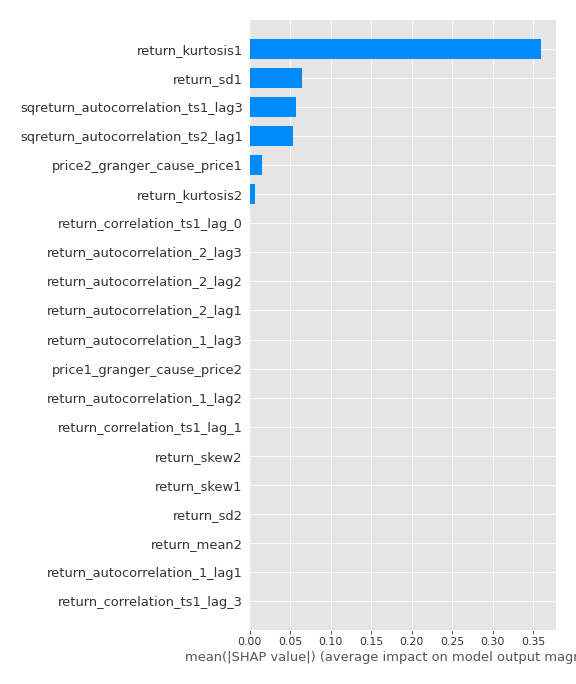 return_kurtosis1
return_sd1
sqreturn_autocorrelation_ts1_lag3
sqreturn_autocorrelation_ts2_lag1
price2_granger_cause_price1
return_kurtosis2
return_correlation_ts1_lag_0
return_autocorrelation_2_lag3
return_autocorrelation_2_lag2
return_autocorrelation_2_lag1
return_autocorrelation_1_lag3
price1_granger_cause_price2
return_autocorrelation_1_lag2
return_correlation_ts1_lag_1
return_skew2
return_skew1
return_sd2
return_mean2
return_autocorrelation_1_lag1
return_correlation_ts1_lag_3
0.00 0.05 0.10 0.15 0.20 0.25 0.30 0.35
mean(|SHAP value|) (average impact on model output magn